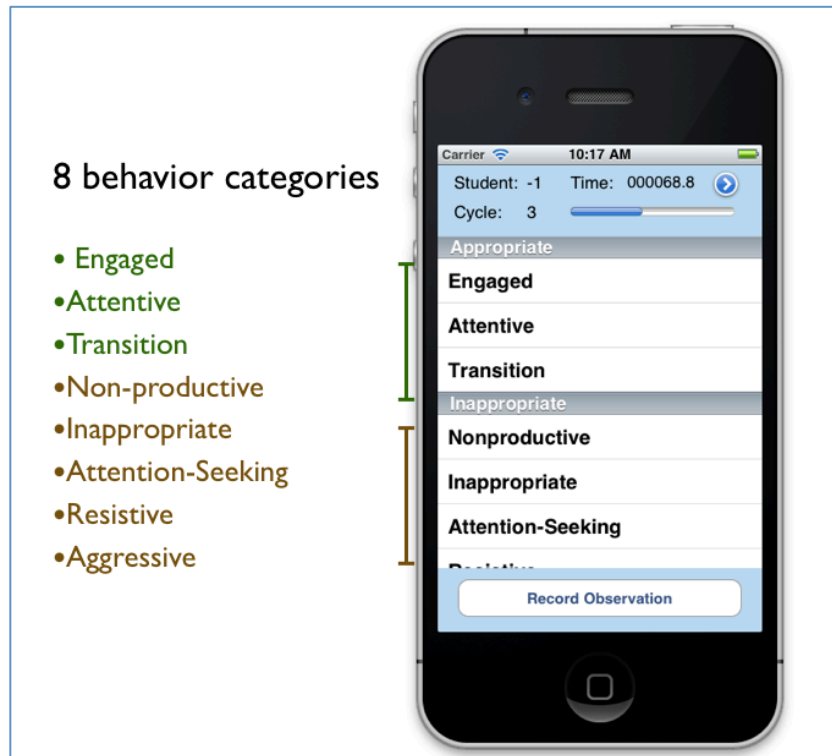 8 behavior categories
• Engaged
•Attentive
•Transition
•Non-productive
•Inappropriate
•Attention-Seeking
•Resistive
•Aggressive
Carrier 10:17 AM
Student: -1 Time: 000068.8
Cycle: 3
Appropriate
Engaged
Attentive
Transition
Inappropriate
Nonproductive
Inappropriate
Attention-Seeking
Resistive
Record Observation